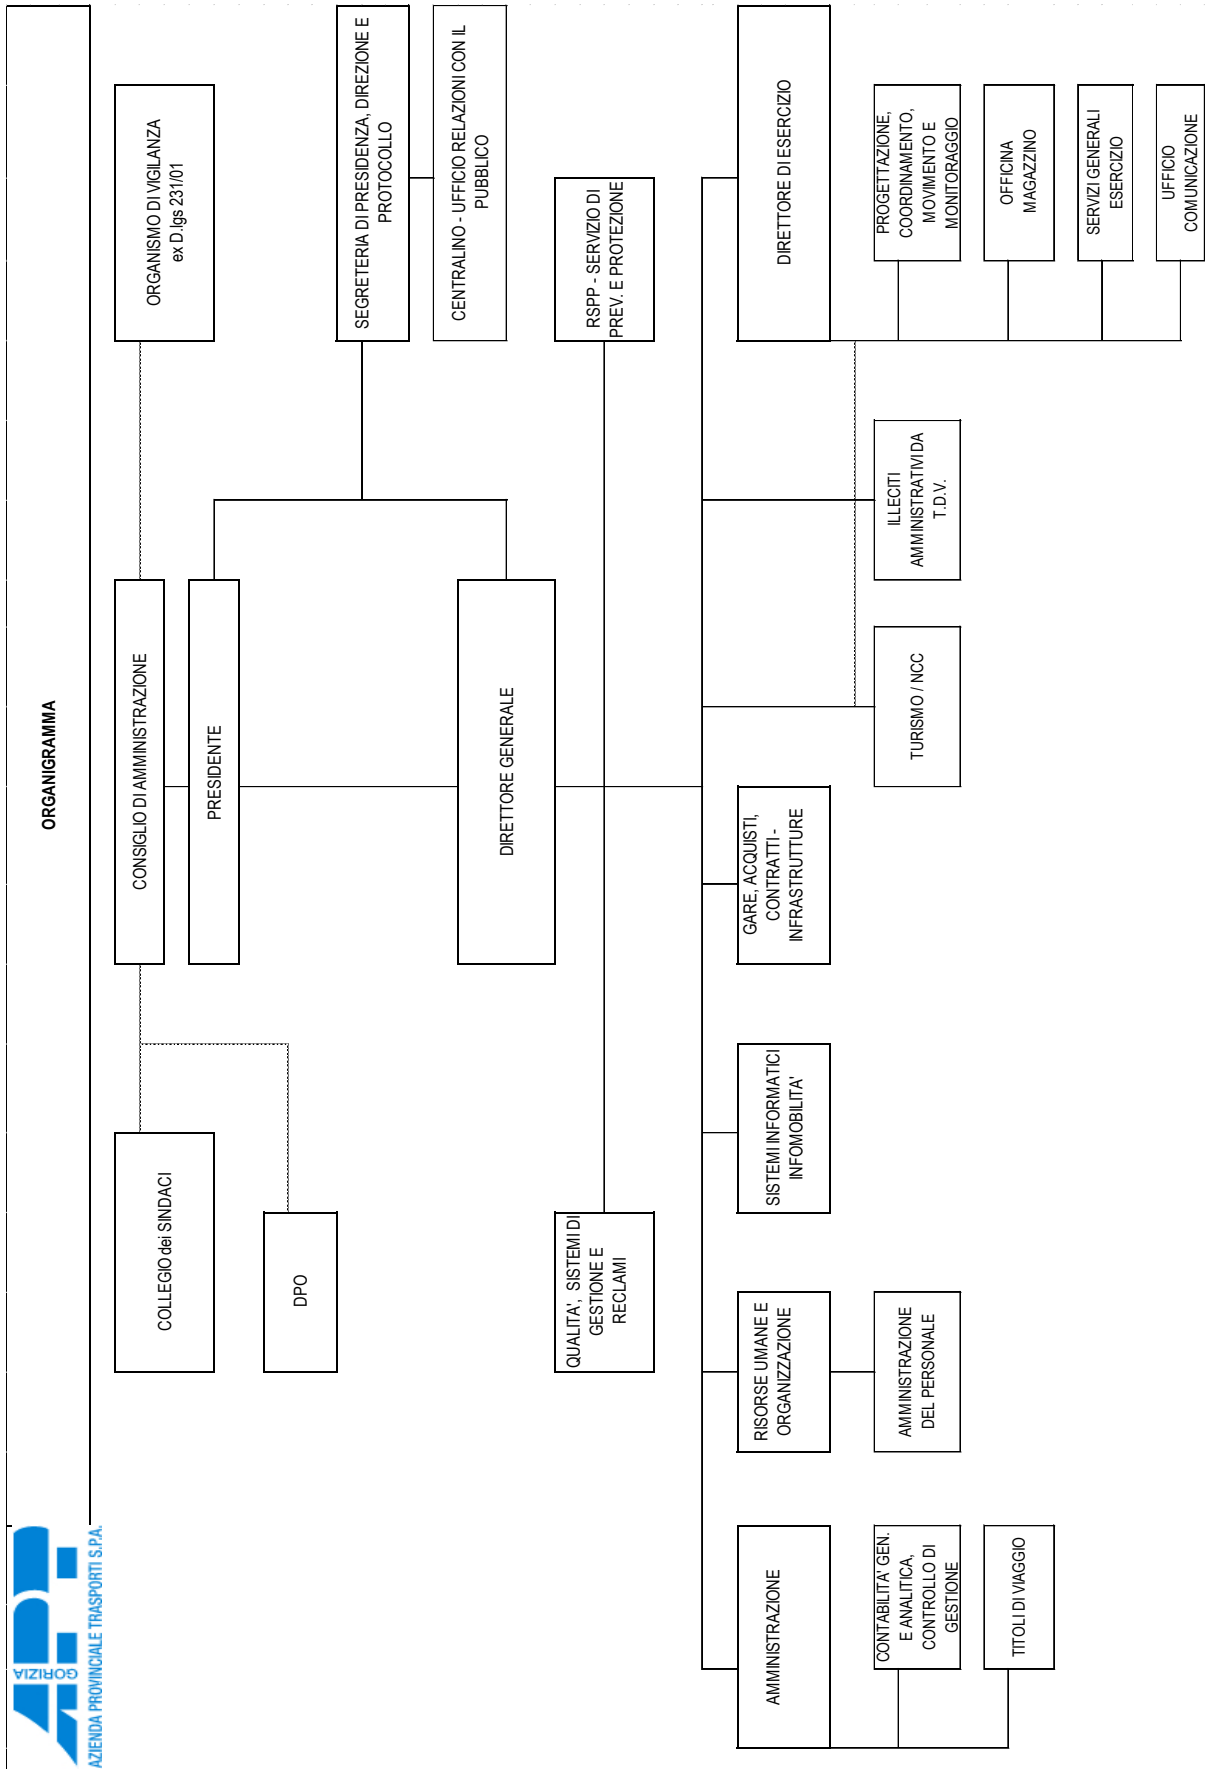 GORIZIA
AZIENDA PROVINCIALE TRASPORTI S.P.A.
ORGANIGRAMMA
COLLEGIO dei SINDACI
CONSIGLIO DI AMMINISTRAZIONE
ORGANISMO DI VIGILANZA
ex D.lgs 231/01
PRESIDENTE
DPO
SEGRETERIA DI PRESIDENZA, DIREZIONE E
PROTOCOLLO
CENTRALINO - UFFICIO RELAZIONI CON IL
PUBBLICO
DIRETTORE GENERALE
QUALITA', SISTEMI DI
GESTIONE E
RECLAMI
RSPP - SERVIZIO DI
PREV. E PROTEZIONE
AMMINISTRAZIONE
RISORSE UMANE E
ORGANIZZAZIONE
SISTEMI INFORMATICI
INFOMOBILITA'
GARE, ACQUISTI,
CONTRATTI -
INFRASTRUTTURE
DIRETTORE DI ESERCIZIO
CONTABILITA' GEN.
E ANALITICA,
CONTROLLO DI
GESTIONE
AMMINISTRAZIONE
DEL PERSONALE
TURISMO / NCC
ILLECITI
AMMINISTRATIVI DA
T.D.V.
PROGETTAZIONE,
COORDINAMENTO,
MOVIMENTO E
MONITORAGGIO
TITOLI DI VIAGGIO
OFFICINA
MAGAZZINO
SERVIZI GENERALI
ESERCIZIO
UFFICIO
COMUNICAZIONE